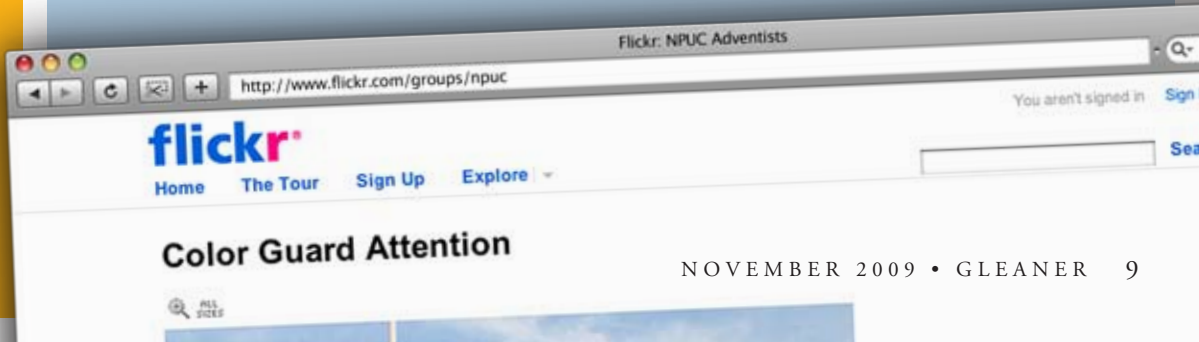 Flickr: NPUC Adventists
http://www.flickr.com/groups/npuc
You aren't signed in Sign
flickr®
Home The Tour Sign Up Explore
Color Guard Attention
NOVEMBER 2009 • GLEANER 9
ALL
SIZES